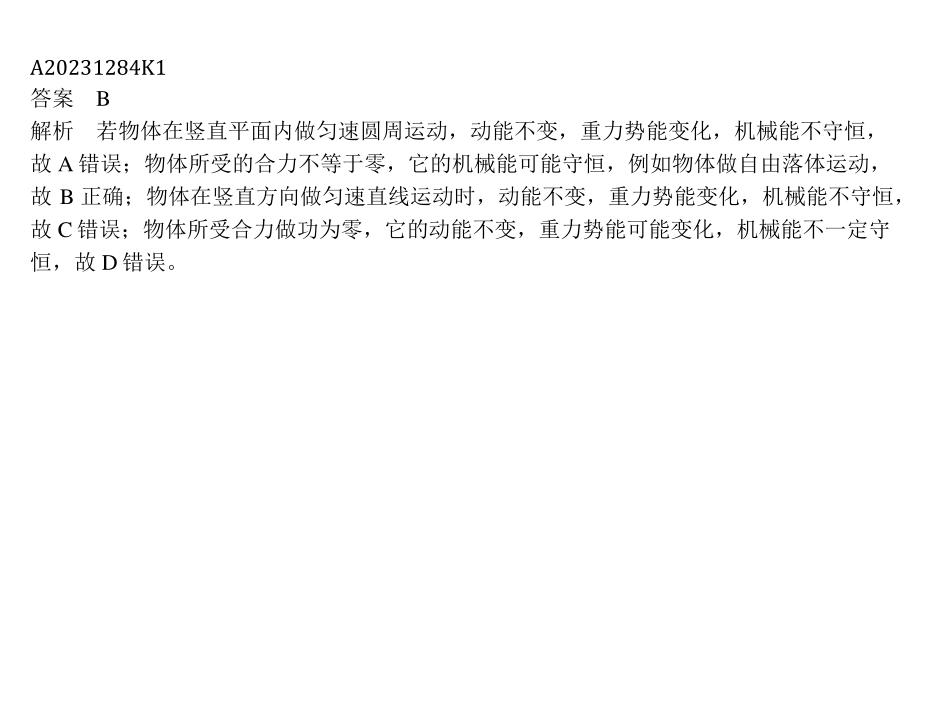 A20231284K1
答案 B
解析 若物体在竖直平面内做匀速圆周运动，动能不变，重力势能变化，机械能不守恒，
故 A 错误；物体所受的合力不等于零，它的机械能可能守恒，例如物体做自由落体运动，
故 B 正确；物体在竖直方向做匀速直线运动时，动能不变，重力势能变化，机械能不守恒，
故 C 错误；物体所受合力做功为零，它的动能不变，重力势能可能变化，机械能不一定守
恒，故 D 错误。